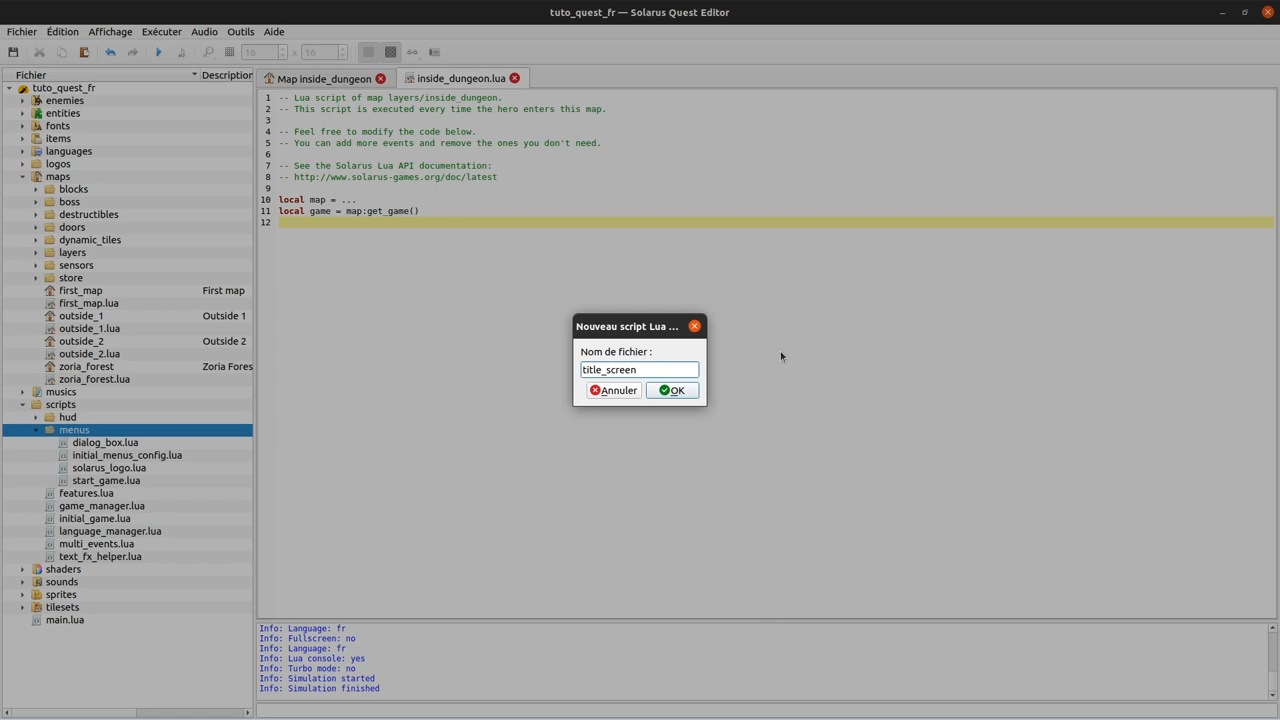 tuto_quest_fr — Solarus Quest Editor
Fichier Édition Affichage Exécuter Audio Outils Aide
16 x 16
Fichier Description
Map inside_dungeon inside_dungeon.lua
tuto_quest_fr
enemies
entities
fonts
items
languages
logos
maps
blocks
boss
destructibles
doors
dynamic_tiles
layers
sensors
store
first_map First map
first_map.lua
outside_1 Outside 1
outside_1.lua
outside_2 Outside 2
outside_2.lua
zoria_forest Zoria Fores
zoria_forest.lua
musics
scripts
hud
menus
dialog_box.lua
initial_menus_config.lua
solarus_logo.lua
start_game.lua
features.lua
game_manager.lua
initial_game.lua
language_manager.lua
multi_events.lua
text_fx_helper.lua
shaders
sounds
sprites
tilesets
main.lua
1 -- Lua script of map layers/inside_dungeon.
2 -- This script is executed every time the hero enters this map.
3
4 -- Feel free to modify the code below.
5 -- You can add more events and remove the ones you don't need.
6
7 -- See the Solarus Lua API documentation:
8 -- http://www.solarus-games.org/doc/latest
9
10 local map = ...
11 local game = map:get_game()
12
Nouveau script Lua ...
Nom de fichier :
title_screen
Annuler OK
Info: Language: fr
Info: Fullscreen: no
Info: Language: fr
Info: Lua console: yes
Info: Turbo mode: no
Info: Simulation started
Info: Simulation finished